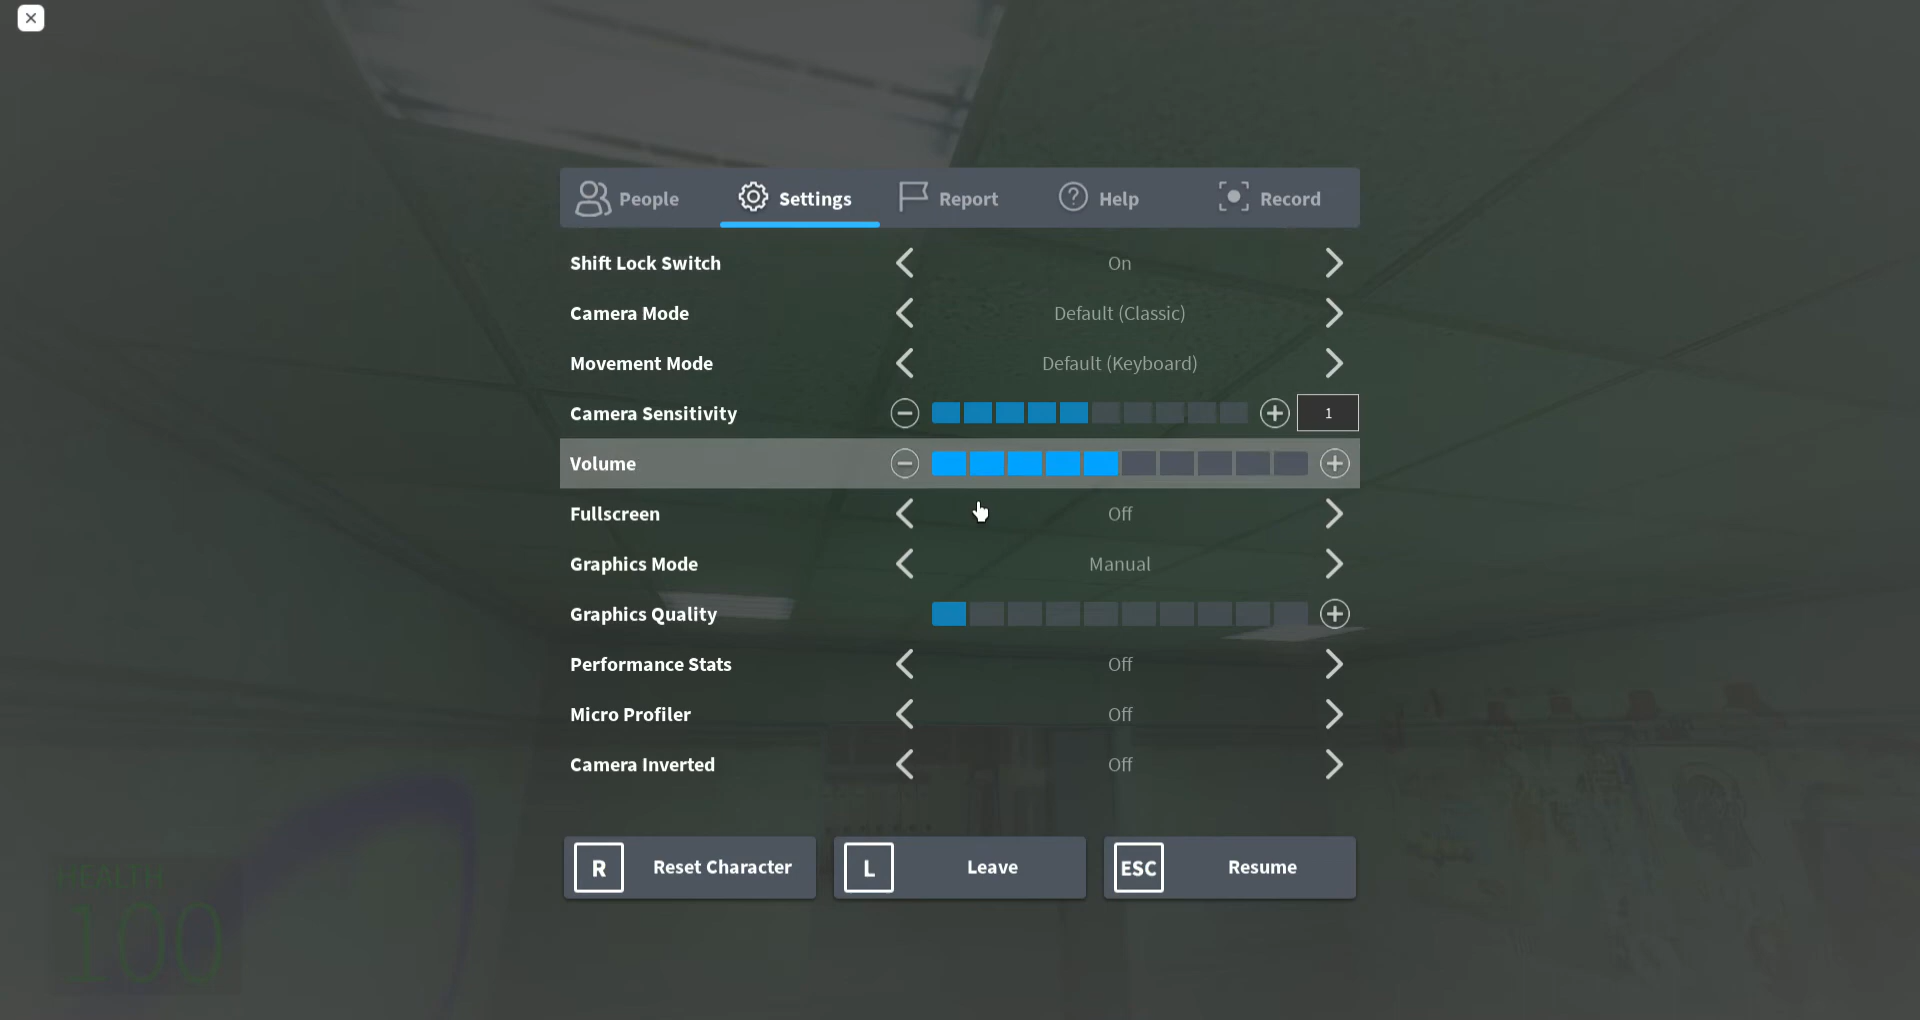 People Settings Report Help Record
Shift Lock Switch On
Camera Mode Default (Classic)
Movement Mode Default (Keyboard)
Camera Sensitivity 1
Volume
Fullscreen Off
Graphics Mode Manual
Graphics Quality
Performance Stats Off
Micro Profiler Off
Camera Inverted Off
R Reset Character L Leave ESC Resume
HEALTH
100